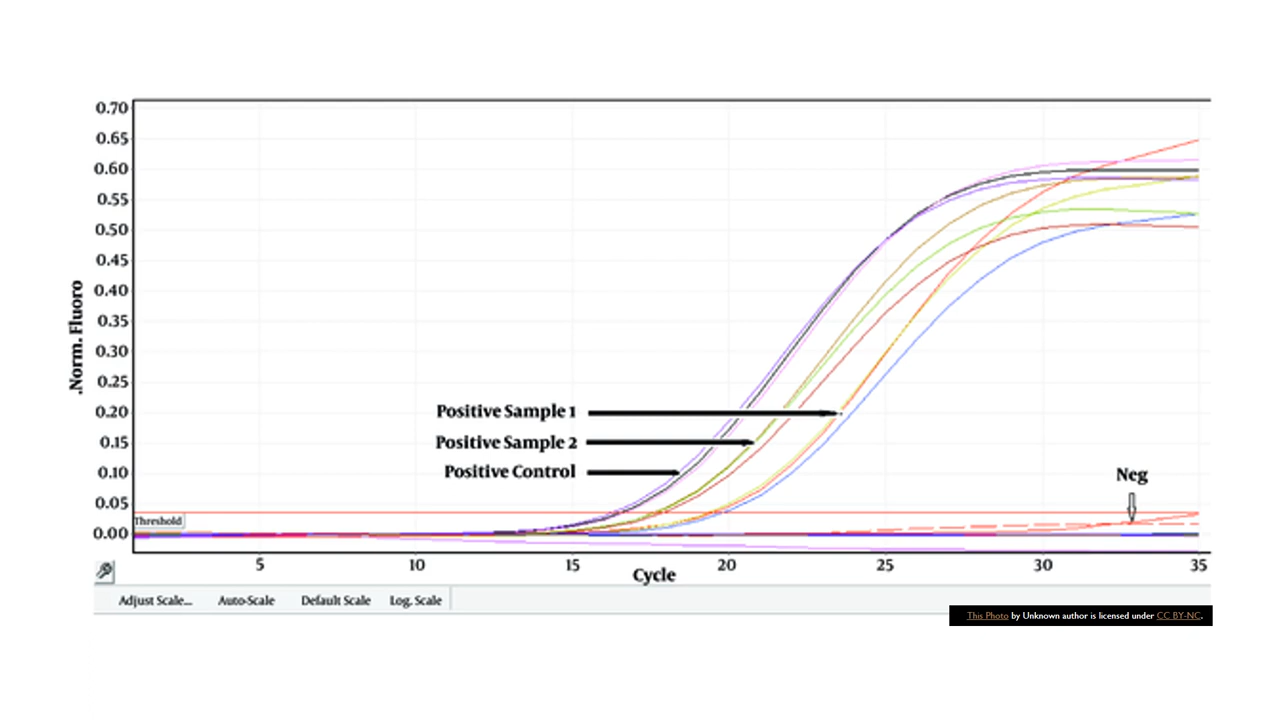 0.70
0.65
0.60
0.55
0.50
0.45
0.40
0.35
0.30
0.25
0.20
0.15
0.10
0.05
0.00
.Norm. Fluoro
Positive Sample 1
Positive Sample 2
Positive Control
Neg
Threshold
5 10 15 20 25 30 35
Cycle
Adjust Scale... Auto-Scale Default Scale Log. Scale
This Photo by Unknown author is licensed under CC BY-NC.